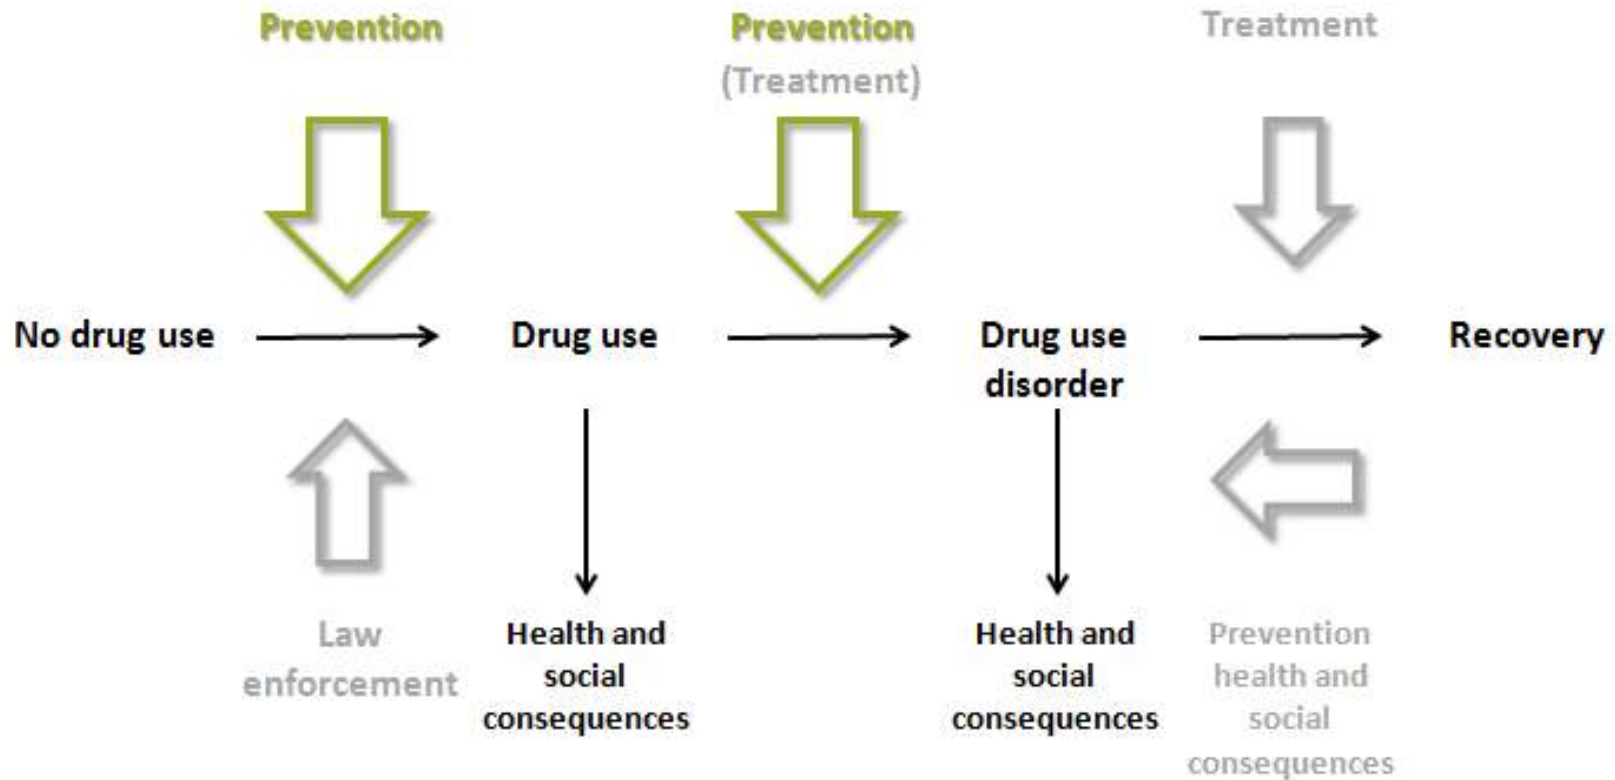 Prevention
Prevention
(Treatment)
Treatment
No drug use
Drug use
Drug use
disorder
Recovery
Law
enforcement
Health and
social
consequences
Health and
social
consequences
Prevention
health and
social
consequences